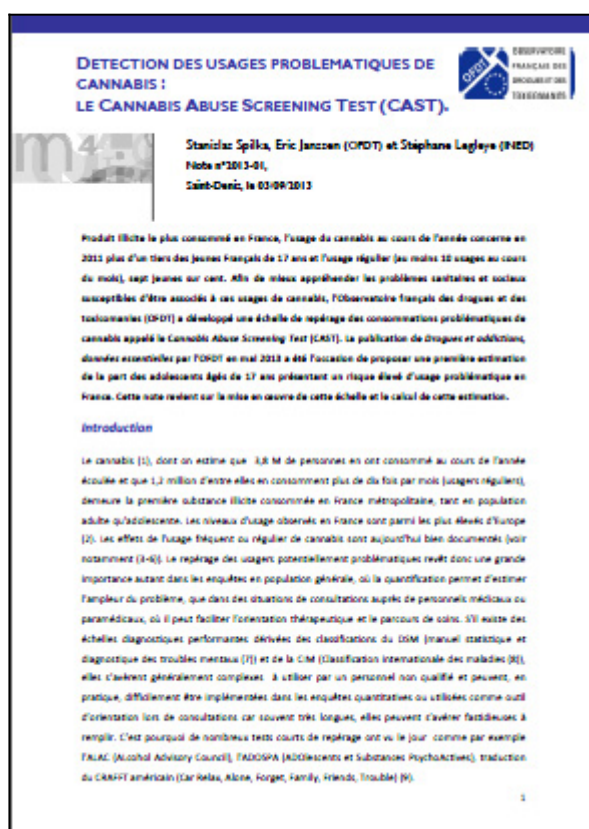 DETECTION DES USAGES PROBLEMATIQUES DE
CANNABIS :
LE CANNABIS ABUSE SCREENING TEST (CAST).
OFDT
OBSERVATOIRE
FRANÇAIS DES
DROGUES ET DES
TOXICOMANIES
Stanislas Spilka, Eric Janssen (OFDT) et Stéphane Legleye (INED)
Note n°2013-01,
Saint-Denis, le 03/09/2013
Produit illicite le plus consommé en France, l'usage du cannabis au cours de l'année concerne en
2011 plus d'un tiers des jeunes Français de 17 ans et l'usage régulier (au moins 10 usages au cours
du mois), sept jeunes sur cent. Afin de mieux appréhender les problèmes sanitaires et sociaux
susceptibles d'être associés à ces usages de cannabis, l'Observatoire français des drogues et des
toxicomanies (OFDT) a développé une échelle de repérage des consommations problématiques de
cannabis appelé le Cannabis Abuse Screening Test (CAST). La publication de Drogues et addictions,
données essentielles par l'OFDT en mai 2013 a été l'occasion de proposer une première estimation
de la part des adolescents âgés de 17 ans présentant un risque élevé d'usage problématique en
France. Cette note revient sur la mise en œuvre de cette échelle et le calcul de cette estimation.
Introduction
Le cannabis (1), dont on estime que 3,8 M de personnes en ont consommé au cours de l'année
écoulée et que 1,2 million d'entre elles en consomment plus de dix fois par mois (usagers réguliers),
demeure la première substance illicite consommée en France métropolitaine, tant en population
adulte qu'adolescente. Les niveaux d'usage observés en France sont parmi les plus élevés d'Europe
(2). Les effets de l'usage fréquent ou régulier de cannabis sont aujourd'hui bien documentés (voir
notamment (3-6)). Le repérage des usagers potentiellement problématiques revêt donc une grande
importance autant dans les enquêtes en population générale, où la quantification permet d'estimer
l'ampleur du problème, que dans des situations de consultations auprès de personnels médicaux ou
paramédicaux, où il peut faciliter l'orientation thérapeutique et le parcours de soins. S'il existe des
échelles diagnostiques performantes dérivées des classifications du DSM (manuel statistique et
diagnostique des troubles mentaux (7)) et de la CIM (Classification internationale des maladies (8)),
elles s'avèrent généralement complexes à utiliser par un personnel non qualifié et peuvent, en
pratique, difficilement être implémentées dans les enquêtes quantitatives ou utilisées comme outil
d'orientation lors de consultations car souvent très longues, elles peuvent s'avérer fastidieuses à
remplir. C'est pourquoi de nombreux tests courts de repérage ont vu le jour comme par exemple
l'ALAC (Alcohol Advisory Council), l'ADOSPA (ADOlescents et Substances PsychoActives), traduction
du CRAFFT américain (Car Relax, Alone, Forget, Family, Friends, Trouble) (9).
1